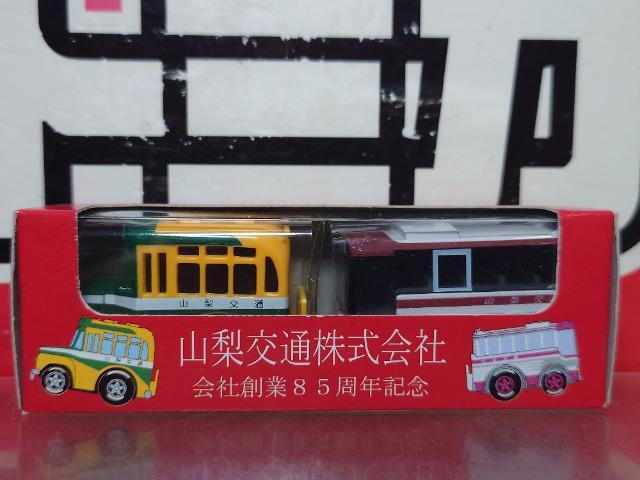 山梨交通
山梨交
山梨交通株式会社
会社創業８５周年記念